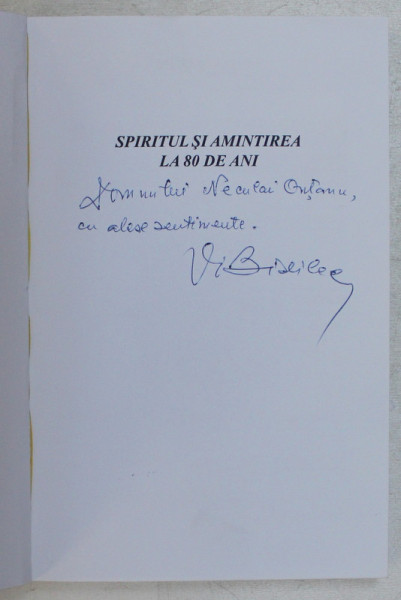 SPIRITUL ŞI AMINTIREA
LA 80 DE ANI
Domnului Neculai Onţanu,
cu alese sentimente.